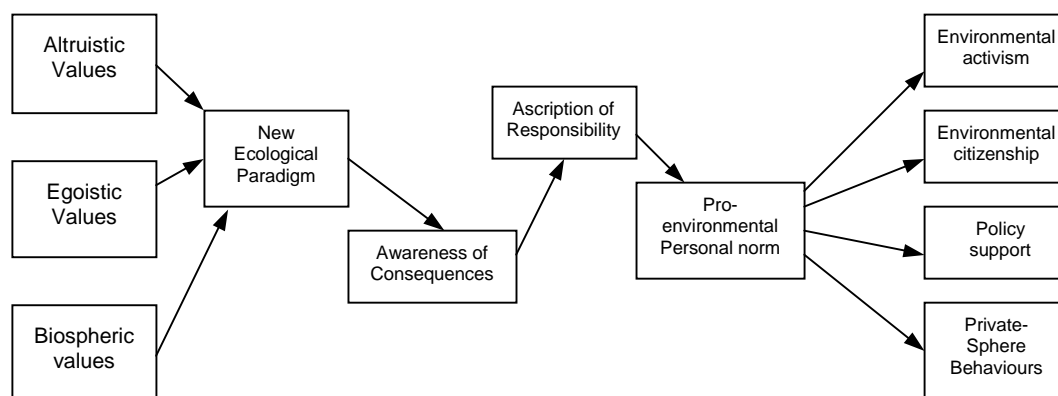 Altruistic
Values
Egoistic
Values
Biospheric
values
New
Ecological
Paradigm
Awareness of
Consequences
Ascription of
Responsibility
Pro-
environmental
Personal norm
Environmental
activism
Environmental
citizenship
Policy
support
Private-
Sphere
Behaviours